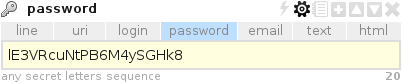 password
line uri login password email text html
lE3VRcuNtPB6M4ySGHk8
any secret letters sequence 20